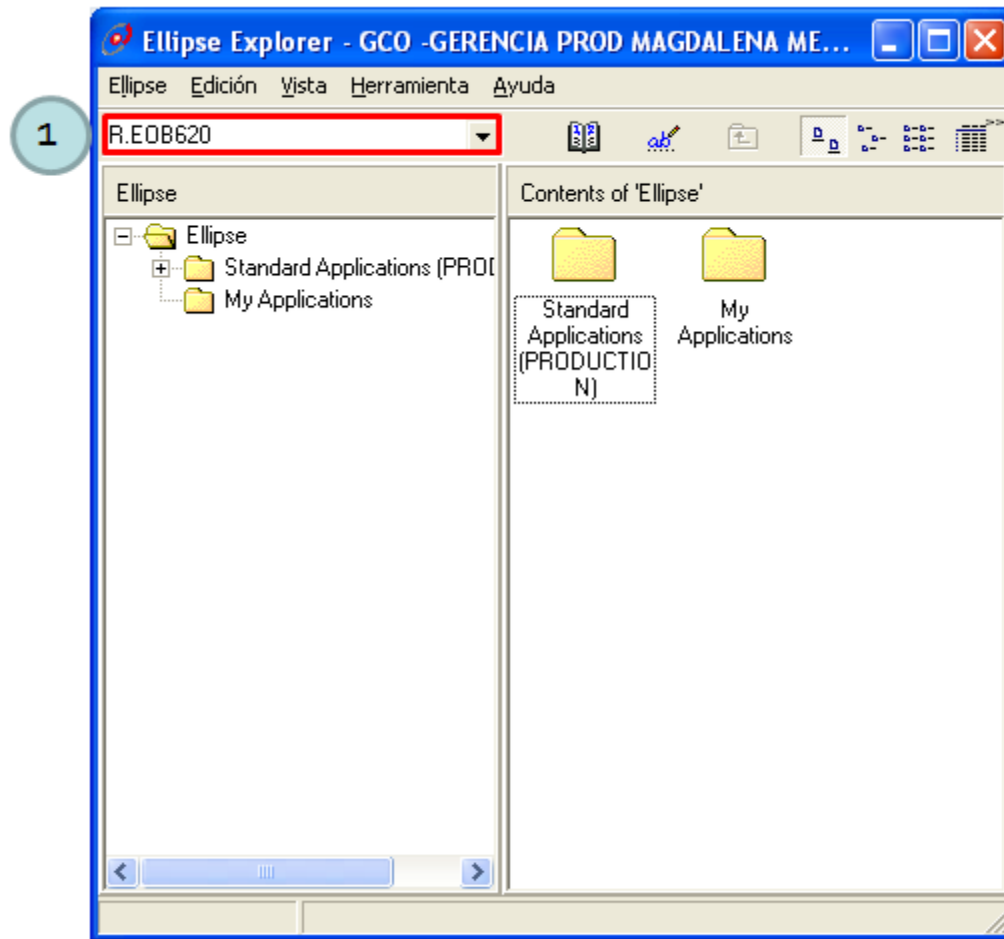 Ellipse Explorer - GCO -GERENCIA PROD MAGDALENA ME...
Ellipse Edición Vista Herramienta Ayuda
1
R.EOB620
Ellipse
Contents of 'Ellipse'
Ellipse
Standard Applications (PROD
My Applications
Standard
Applications
(PRODUCTIO
N)
My
Applications